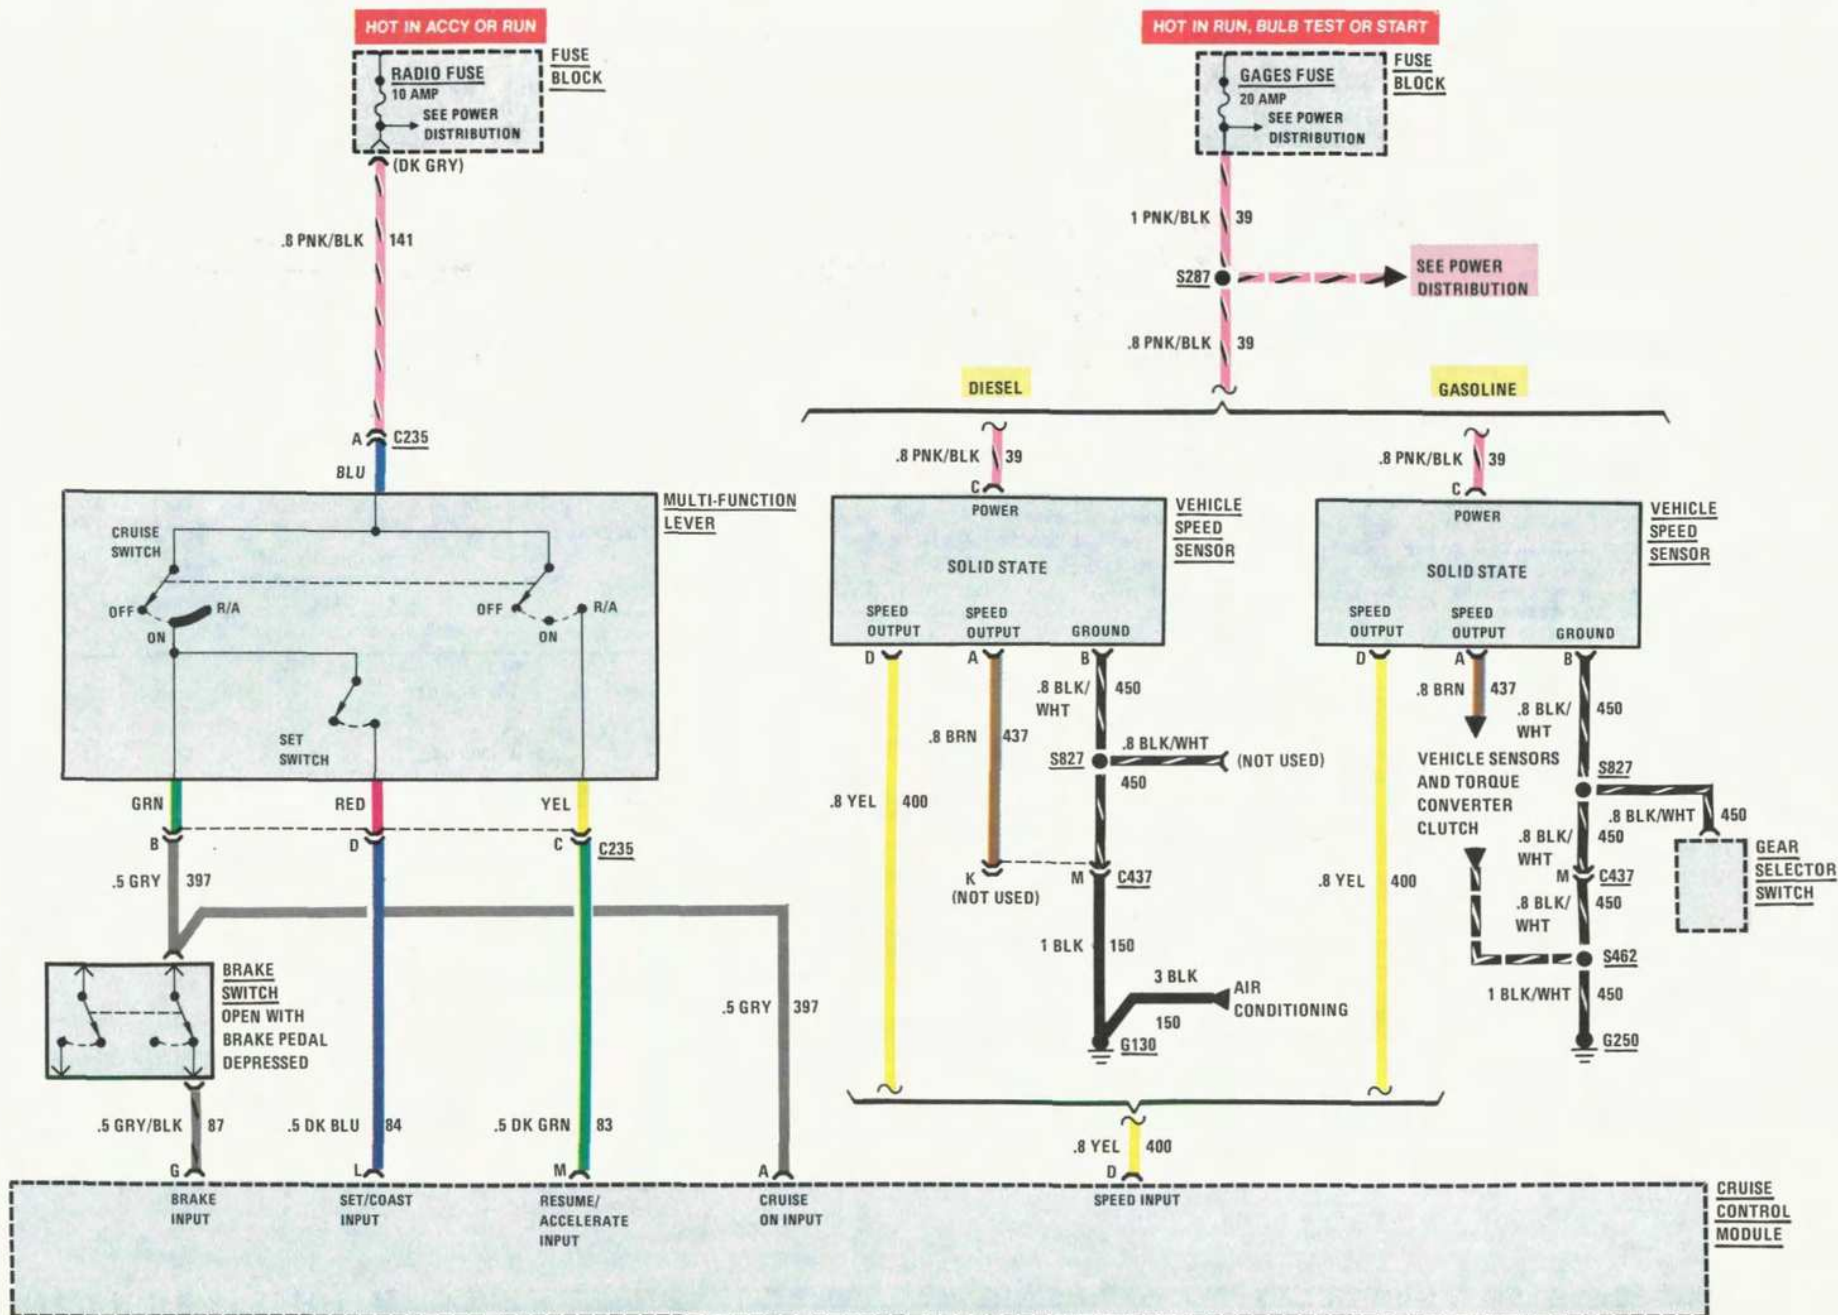 HOT IN ACCY OR RUN
RADIO FUSE
10 AMP
SEE POWER
DISTRIBUTION
FUSE
BLOCK
(DK GRY)
.8 PNK/BLK
141
A
C235
BLU
MULTI-FUNCTION
LEVER
CRUISE
SWITCH
OFF
R/A
ON
OFF
R/A
ON
SET
SWITCH
GRN
RED
YEL
B
D
C
C235
.5 GRY
397
BRAKE
SWITCH
OPEN WITH
BRAKE PEDAL
DEPRESSED
.5 GRY
397
.5 GRY/BLK
87
.5 DK BLU
84
.5 DK GRN
83
G
L
M
A
HOT IN RUN, BULB TEST OR START
GAGES FUSE
20 AMP
SEE POWER
DISTRIBUTION
FUSE
BLOCK
1 PNK/BLK
39
S287
SEE POWER
DISTRIBUTION
.8 PNK/BLK
39
DIESEL
GASOLINE
.8 PNK/BLK
39
C
POWER
SOLID STATE
SPEED
OUTPUT
SPEED
OUTPUT
GROUND
VEHICLE
SPEED
SENSOR
D
A
B
.8 BLK/
WHT
450
.8 BRN
437
S827
.8 BLK/WHT
(NOT USED)
450
.8 YEL
400
K
(NOT USED)
M
C437
1 BLK
150
3 BLK
AIR
CONDITIONING
150
G130
.8 PNK/BLK
39
C
POWER
SOLID STATE
SPEED
OUTPUT
SPEED
OUTPUT
GROUND
VEHICLE
SPEED
SENSOR
D
A
B
.8 BRN
437
.8 BLK/
WHT
450
VEHICLE SENSORS
AND TORQUE
CONVERTER
CLUTCH
S827
.8 BLK/WHT
450
.8 BLK/
WHT
450
GEAR
SELECTOR
SWITCH
M
C437
.8 YEL
400
.8 BLK/
WHT
450
S462
1 BLK/WHT
450
G250
.8 YEL
400
D
BRAKE
INPUT
SET/COAST
INPUT
RESUME/
ACCELERATE
INPUT
CRUISE
ON INPUT
SPEED INPUT
CRUISE
CONTROL
MODULE